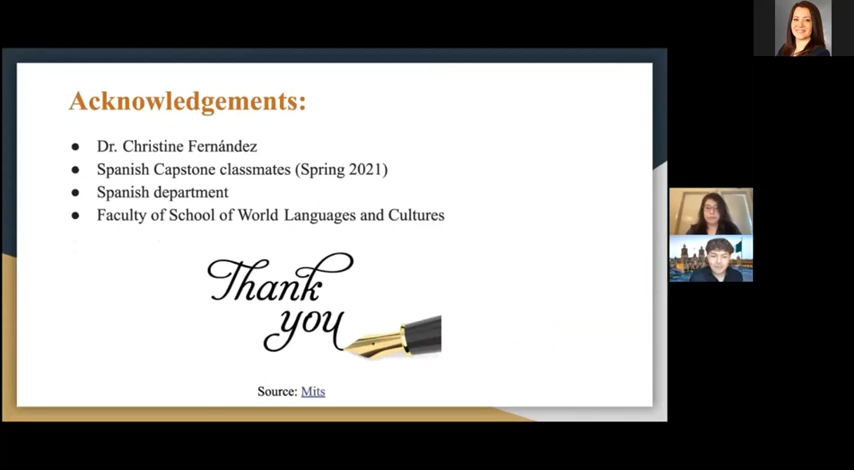 Acknowledgements:
● Dr. Christine Fernández
● Spanish Capstone classmates (Spring 2021)
● Spanish department
● Faculty of School of World Languages and Cultures
Thank
you
Source: Mits